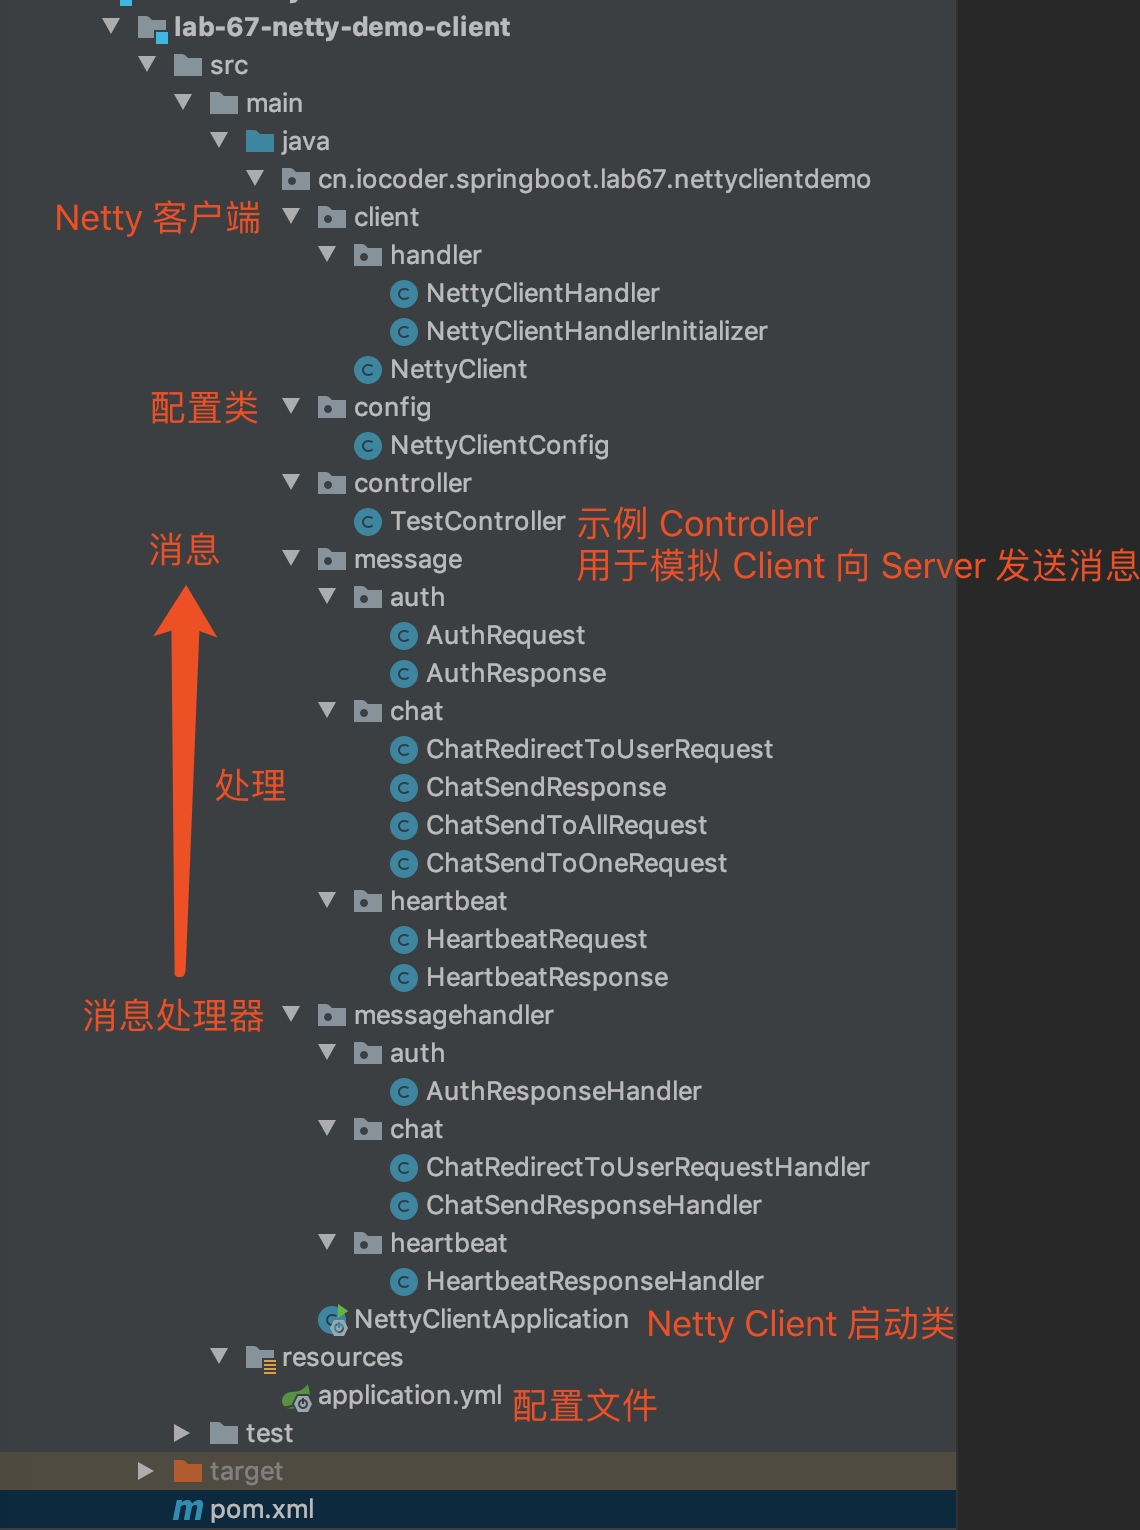 lab-67-netty-demo-client
src
main
java
cn.iocoder.springboot.lab67.nettyclientdemo
Netty 客户端
client
handler
NettyClientHandler
NettyClientHandlerInitializer
NettyClient
配置类
config
NettyClientConfig
controller
TestController
示例 Controller
消息
message
用于模拟 Client 向 Server 发送消息
auth
AuthRequest
AuthResponse
chat
ChatRedirectToUserRequest
处理
ChatSendResponse
ChatSendToAllRequest
ChatSendToOneRequest
heartbeat
HeartbeatRequest
HeartbeatResponse
消息处理器
messagehandler
auth
AuthResponseHandler
chat
ChatRedirectToUserRequestHandler
ChatSendResponseHandler
heartbeat
HeartbeatResponseHandler
NettyClientApplication
Netty Client 启动类
resources
application.yml
配置文件
test
target
pom.xml